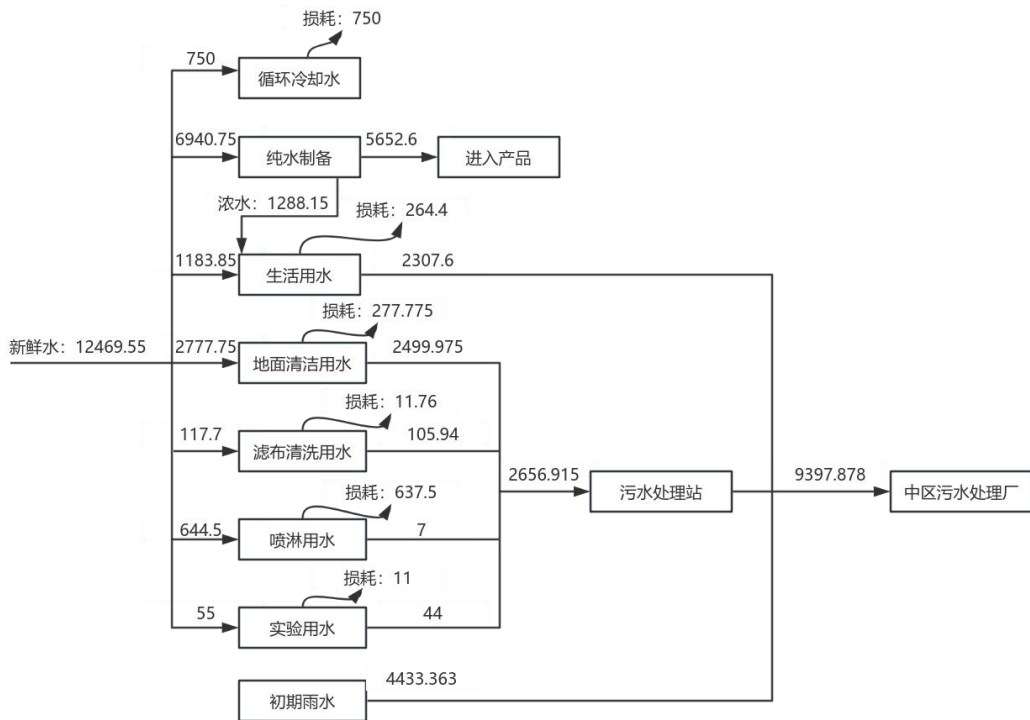 损耗：750
750
循环冷却水
6940.75
纯水制备
5652.6
进入产品
浓水：1288.15
损耗：264.4
1183.85
生活用水
2307.6
损耗：277.775
新鲜水：12469.55
2777.75
地面清洁用水
2499.975
损耗：11.76
117.7
滤布清洗用水
105.94
2656.915
污水处理站
9397.878
中区污水处理厂
损耗：637.5
644.5
喷淋用水
7
损耗：11
55
实验用水
44
初期雨水
4433.363